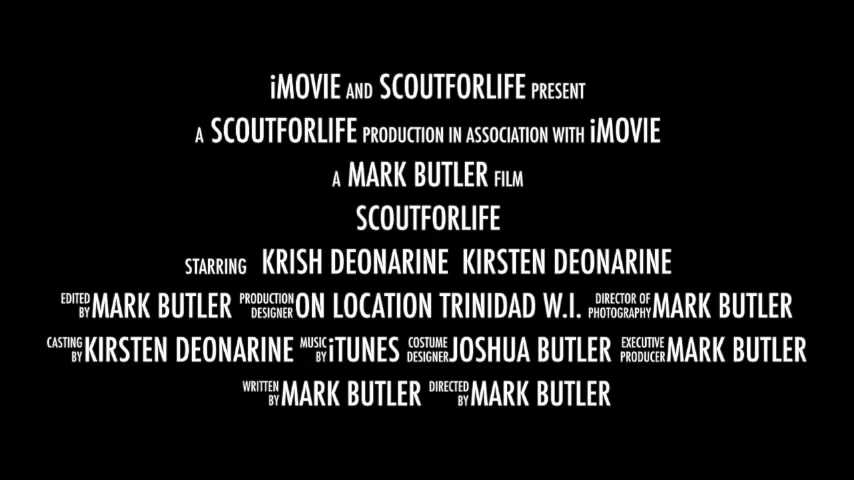 iMOVIE AND SCOUTFORLIFE PRESENT
A SCOUTFORLIFE PRODUCTION IN ASSOCIATION WITH iMOVIE
A MARK BUTLER FILM
SCOUTFORLIFE
STARRING KRISH DEONARINE KIRSTEN DEONARINE
EDITED BY MARK BUTLER PRODUCTION DESIGNER ON LOCATION TRINIDAD W.I. DIRECTOR OF PHOTOGRAPHY MARK BUTLER
CASTING BY KIRSTEN DEONARINE MUSIC BY iTUNES COSTUME DESIGNER JOSHUA BUTLER EXECUTIVE PRODUCER MARK BUTLER
WRITTEN BY MARK BUTLER DIRECTED BY MARK BUTLER